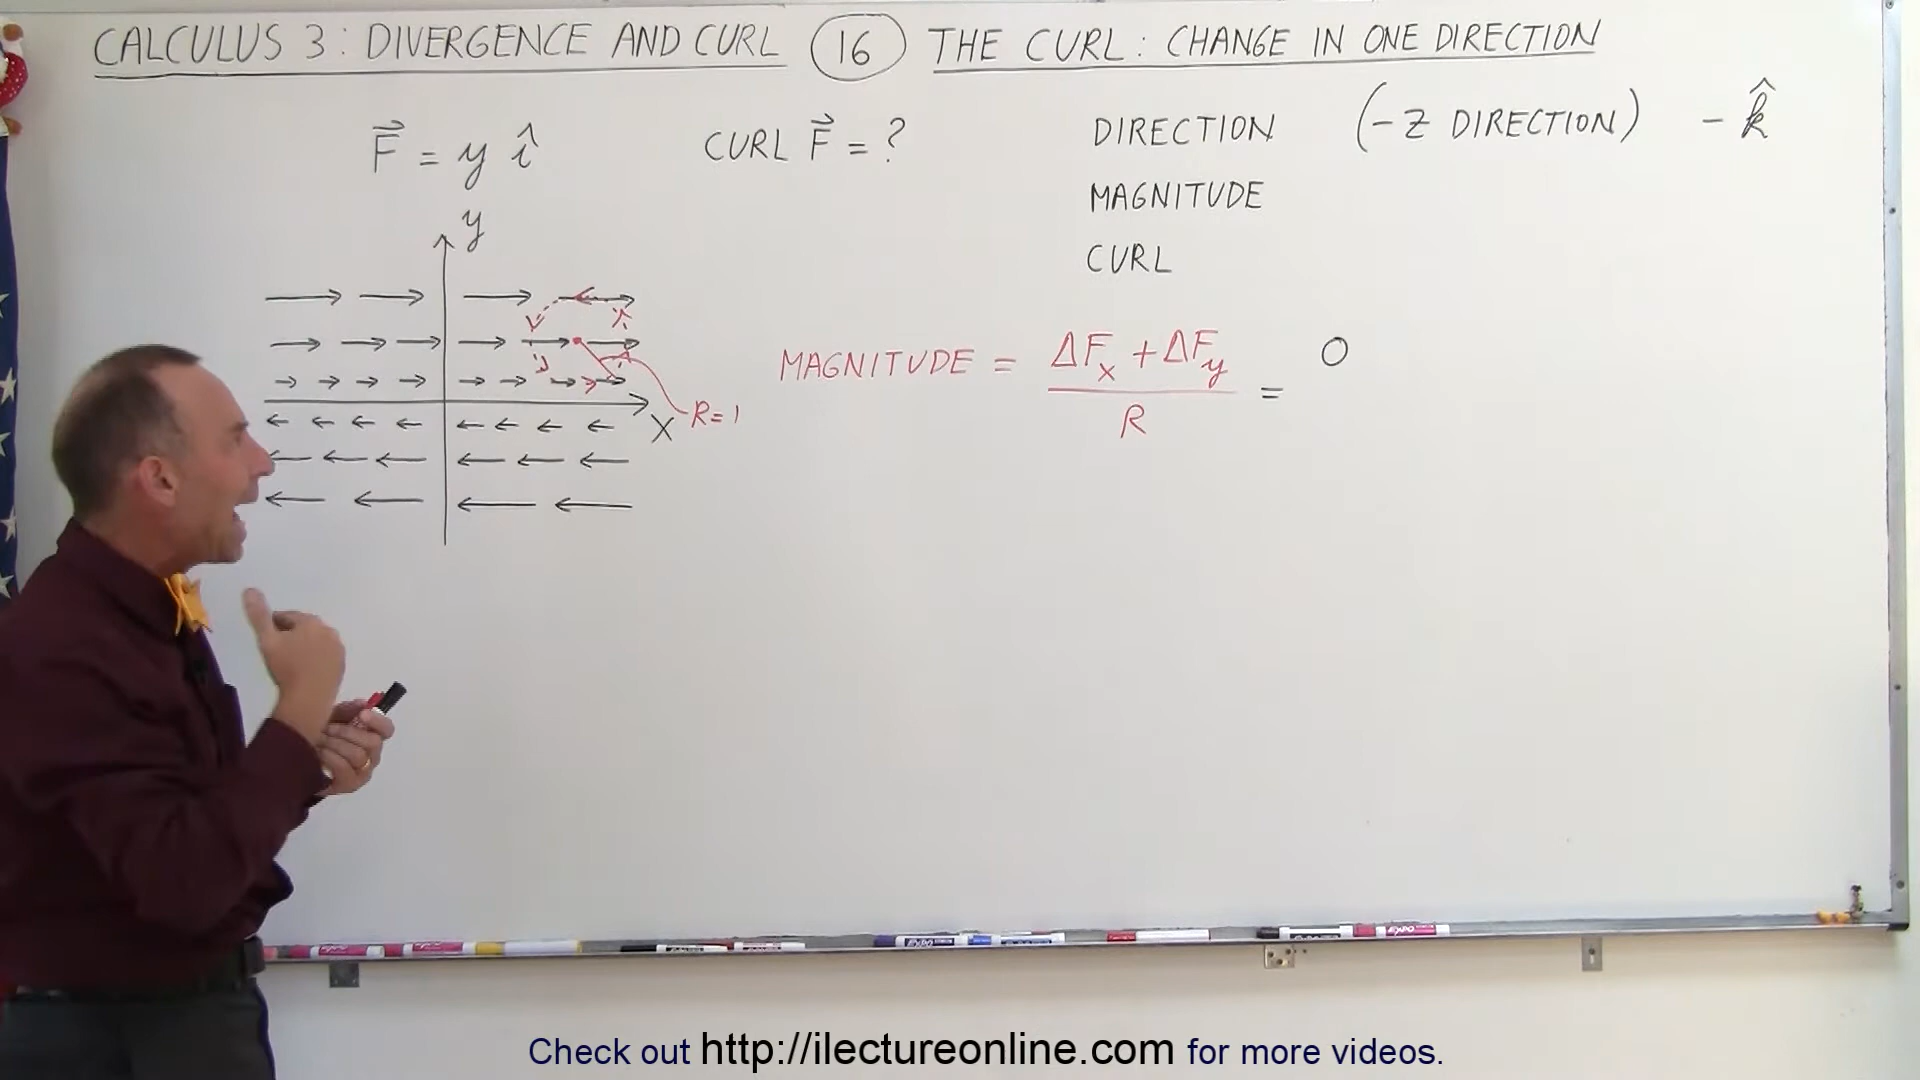 CALCULUS 3: DIVERGENCE AND CURL (16) THE CURL: CHANGE IN ONE DIRECTION
F⃗ = y î
CURL F⃗ = ?
DIRECTION (-Z DIRECTION) - k̂
MAGNITUDE
CURL
y
X
R=1
MAGNITUDE = (ΔFx + ΔFy)/R = 0
Check out http://ilectureonline.com for more videos.